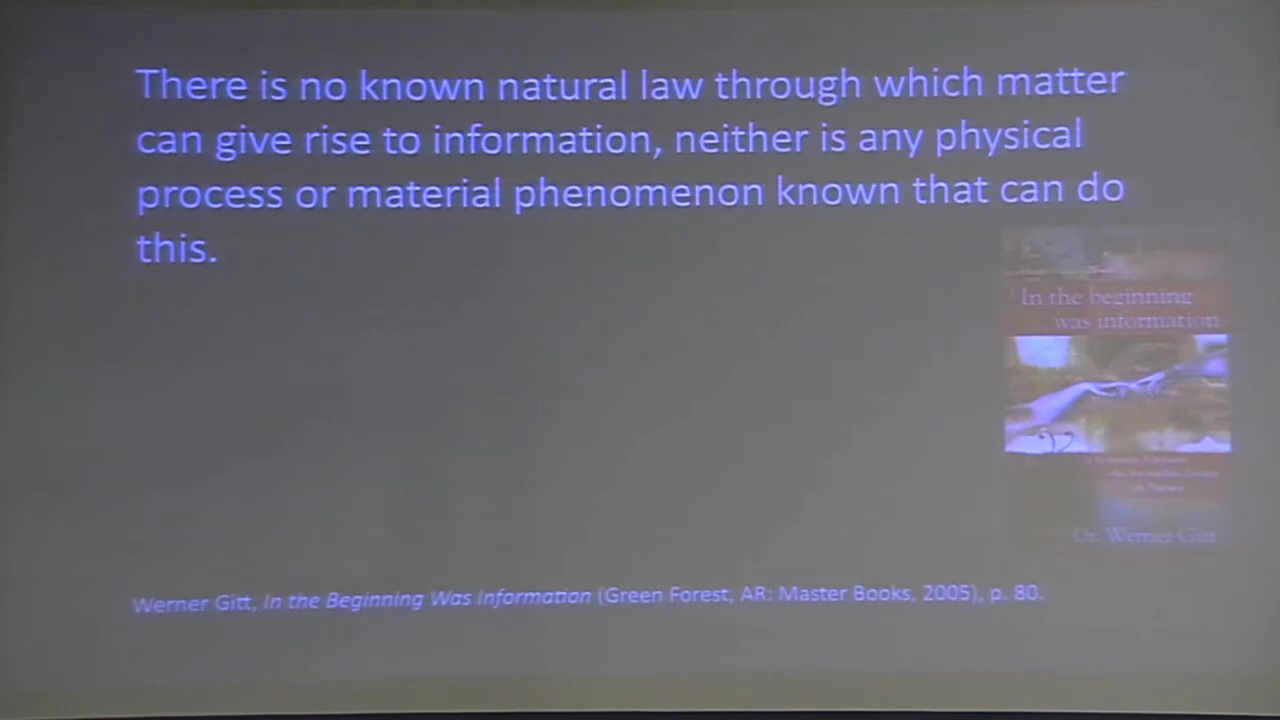 There is no known natural law through which matter
can give rise to information, neither is any physical
process or material phenomenon known that can do
this.
In the beginning
was information
Dr. Werner Gitt
Werner Gitt, In the Beginning Was Information (Green Forest, AR: Master Books, 2005), p. 80.